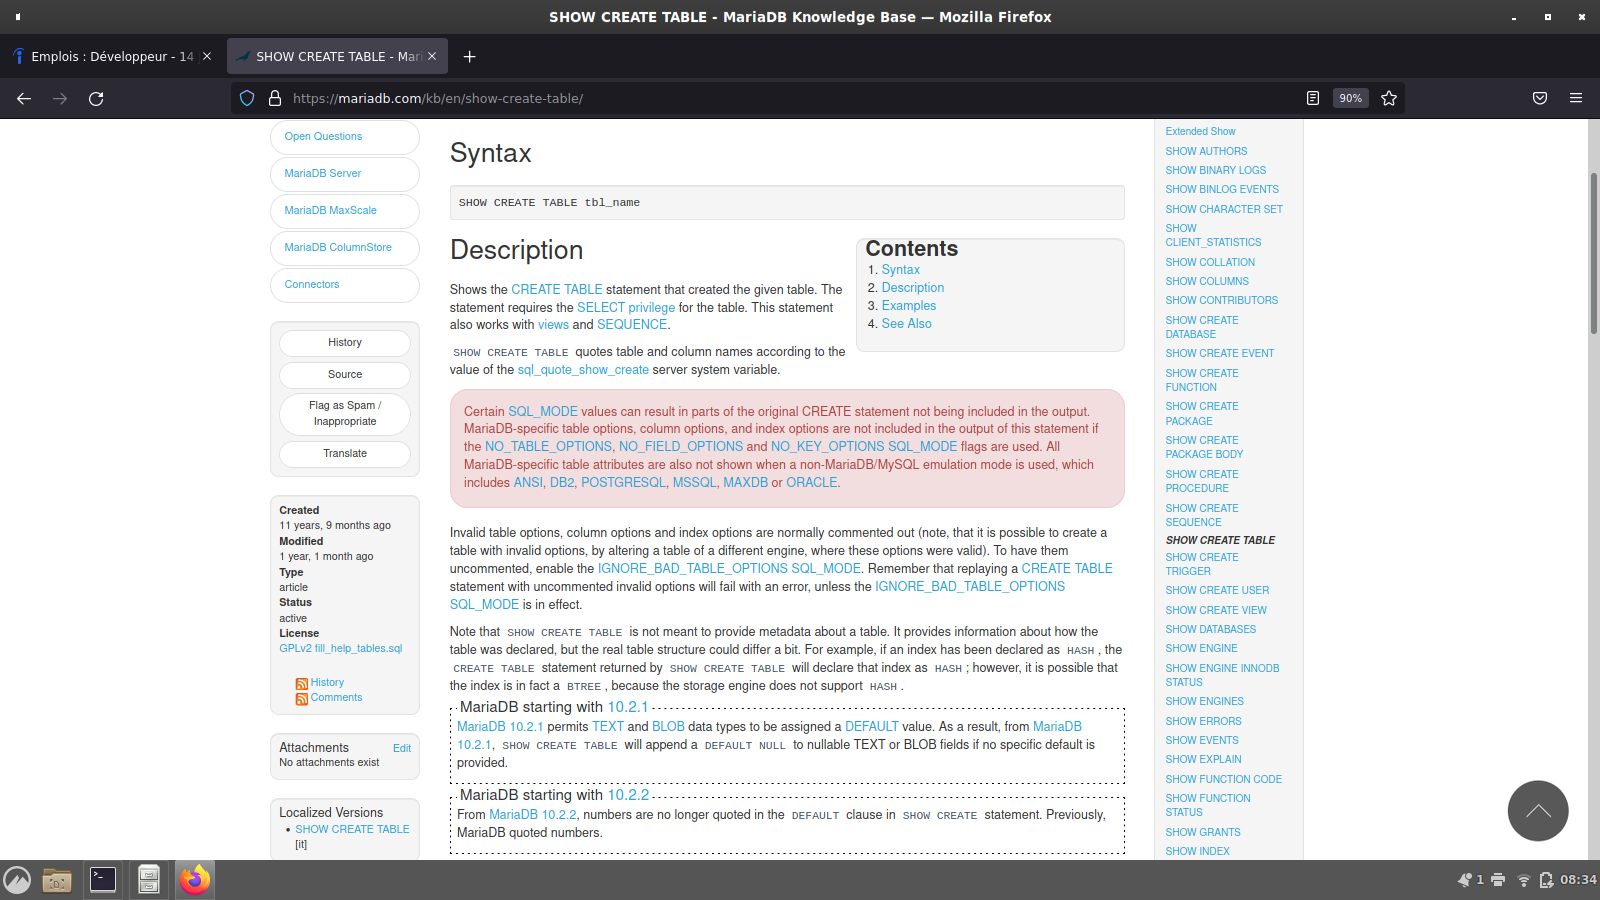 SHOW CREATE TABLE - MariaDB Knowledge Base — Mozilla Firefox
Emplois : Développeur - 14
SHOW CREATE TABLE - Mari
https://mariadb.com/kb/en/show-create-table/
90%
Open Questions
MariaDB Server
MariaDB MaxScale
MariaDB ColumnStore
Connectors
History
Source
Flag as Spam /
Inappropriate
Translate
Created
11 years, 9 months ago
Modified
1 year, 1 month ago
Type
article
Status
active
License
GPLv2 fill_help_tables.sql
History
Comments
Attachments Edit
No attachments exist
Localized Versions
• SHOW CREATE TABLE
[it]
Syntax
SHOW CREATE TABLE tbl_name
Description
Shows the CREATE TABLE statement that created the given table. The
statement requires the SELECT privilege for the table. This statement
also works with views and SEQUENCE.
SHOW CREATE TABLE quotes table and column names according to the
value of the sql_quote_show_create server system variable.
Contents
1. Syntax
2. Description
3. Examples
4. See Also
Certain SQL_MODE values can result in parts of the original CREATE statement not being included in the output.
MariaDB-specific table options, column options, and index options are not included in the output of this statement if
the NO_TABLE_OPTIONS, NO_FIELD_OPTIONS and NO_KEY_OPTIONS SQL_MODE flags are used. All
MariaDB-specific table attributes are also not shown when a non-MariaDB/MySQL emulation mode is used, which
includes ANSI, DB2, POSTGRESQL, MSSQL, MAXDB or ORACLE.
Invalid table options, column options and index options are normally commented out (note, that it is possible to create a
table with invalid options, by altering a table of a different engine, where these options were valid). To have them
uncommented, enable the IGNORE_BAD_TABLE_OPTIONS SQL_MODE. Remember that replaying a CREATE TABLE
statement with uncommented invalid options will fail with an error, unless the IGNORE_BAD_TABLE_OPTIONS
SQL_MODE is in effect.
Note that SHOW CREATE TABLE is not meant to provide metadata about a table. It provides information about how the
table was declared, but the real table structure could differ a bit. For example, if an index has been declared as HASH , the
CREATE TABLE statement returned by SHOW CREATE TABLE will declare that index as HASH ; however, it is possible that
the index is in fact a BTREE , because the storage engine does not support HASH .
MariaDB starting with 10.2.1
MariaDB 10.2.1 permits TEXT and BLOB data types to be assigned a DEFAULT value. As a result, from MariaDB
10.2.1, SHOW CREATE TABLE will append a DEFAULT NULL to nullable TEXT or BLOB fields if no specific default is
provided.
MariaDB starting with 10.2.2
From MariaDB 10.2.2, numbers are no longer quoted in the DEFAULT clause in SHOW CREATE statement. Previously,
MariaDB quoted numbers.
Extended Show
SHOW AUTHORS
SHOW BINARY LOGS
SHOW BINLOG EVENTS
SHOW CHARACTER SET
SHOW
CLIENT_STATISTICS
SHOW COLLATION
SHOW COLUMNS
SHOW CONTRIBUTORS
SHOW CREATE
DATABASE
SHOW CREATE EVENT
SHOW CREATE
FUNCTION
SHOW CREATE
PACKAGE
SHOW CREATE
PACKAGE BODY
SHOW CREATE
PROCEDURE
SHOW CREATE
SEQUENCE
SHOW CREATE TABLE
SHOW CREATE
TRIGGER
SHOW CREATE USER
SHOW CREATE VIEW
SHOW DATABASES
SHOW ENGINE
SHOW ENGINE INNODB
STATUS
SHOW ENGINES
SHOW ERRORS
SHOW EVENTS
SHOW EXPLAIN
SHOW FUNCTION CODE
SHOW FUNCTION
STATUS
SHOW GRANTS
SHOW INDEX
1
08:34